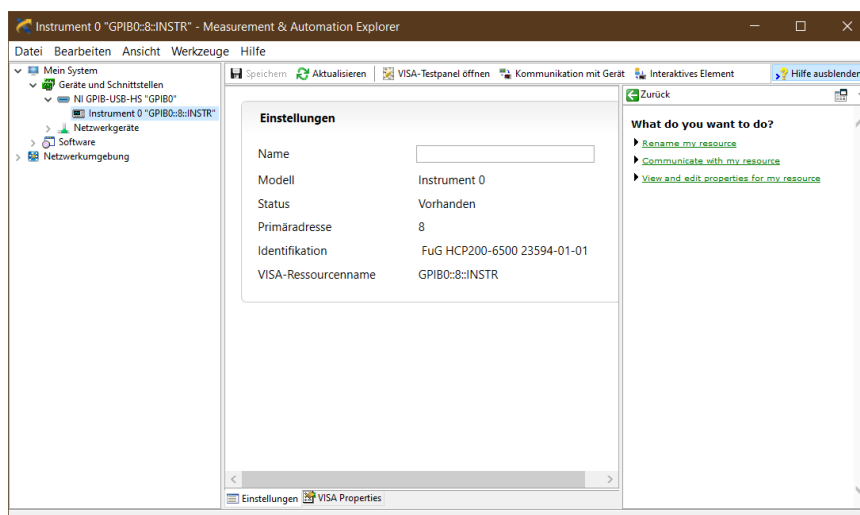 Instrument 0 "GPIB0::8::INSTR" - Measurement & Automation Explorer
Datei Bearbeiten Ansicht Werkzeuge Hilfe
Mein System
Geräte und Schnittstellen
NI GPIB-USB-HS "GPIB0"
Instrument 0 "GPIB0::8::INSTR"
Netzwerkgeräte
Software
Netzwerkumgebung
Speichern Aktualisieren VISA-Testpanel öffnen Kommunikation mit Gerät Interaktives Element Hilfe ausblenden
Einstellungen
Name
Modell Instrument 0
Status Vorhanden
Primäradresse 8
Identifikation FuG HCP200-6500 23594-01-01
VISA-Ressourcenname GPIB0::8::INSTR
Einstellungen VISA Properties
Zurück
What do you want to do?
Rename my resource
Communicate with my resource
View and edit properties for my resource